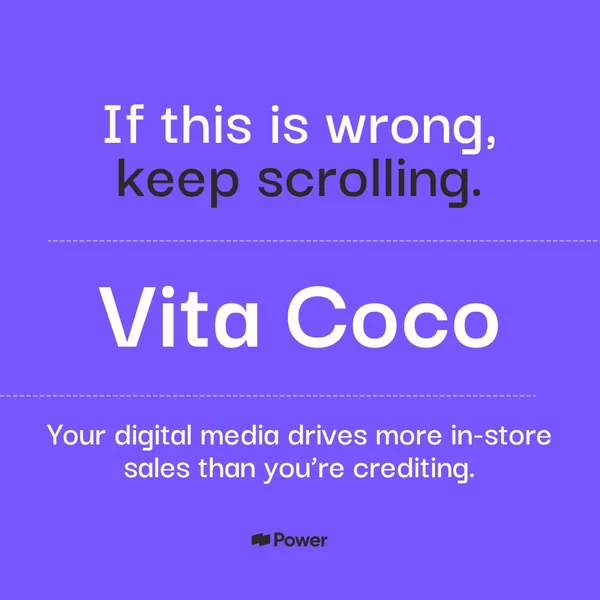 If this is wrong,
keep scrolling.
Vita Coco
Your digital media drives more in-store
sales than you’re crediting.
Power